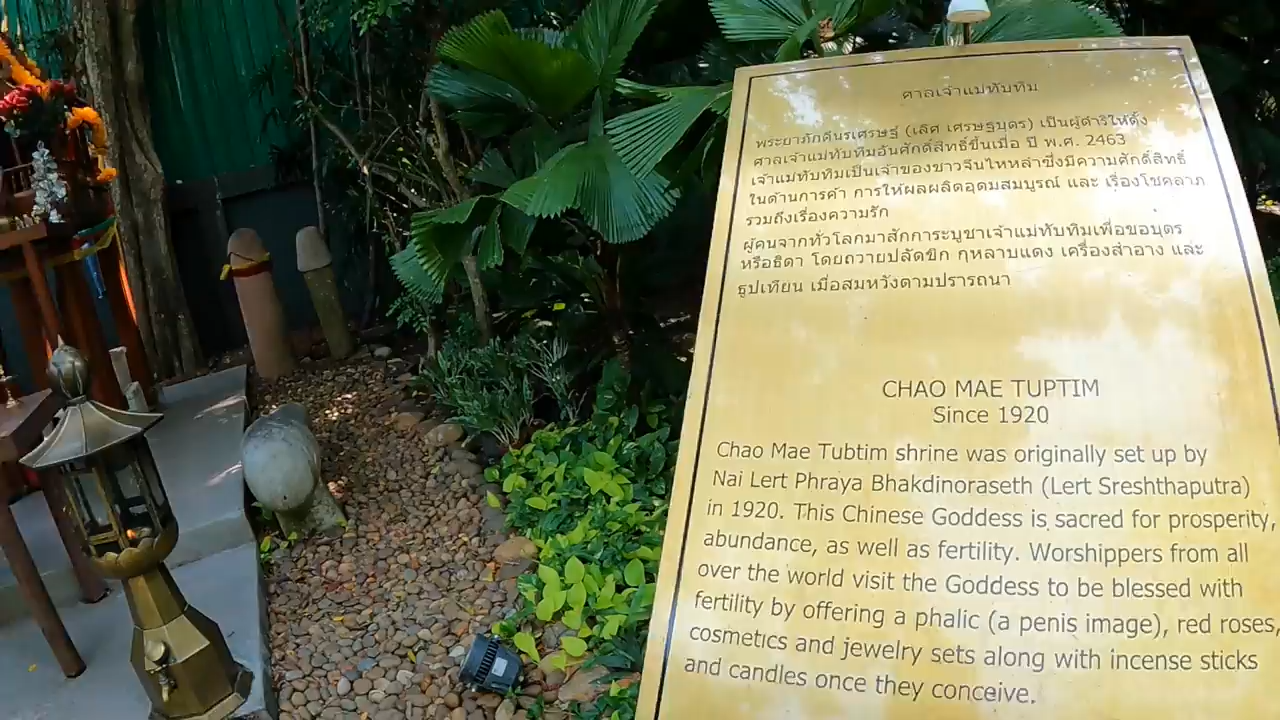 ศาลเจ้าแม่ทับทิม
พระยาภักดีนรเศรษฐ์ (เลิศ เศรษฐบุตร) เป็นผู้ดำริให้ตั้ง
ศาลเจ้าแม่ทับทิมอันศักดิ์สิทธิ์ขึ้นเมื่อ ปี พ.ศ. 2463
เจ้าแม่ทับทิมเป็นเจ้าของชาวจีนไหหลำซึ่งมีความศักดิ์สิทธิ์
ในด้านการค้า การให้ผลผลิตอุดมสมบูรณ์ และ เรื่องโชคลาภ
รวมถึงเรื่องความรัก
ผู้คนจากทั่วโลกมาสักการะบูชาเจ้าแม่ทับทิมเพื่อขอบุตร
หรือธิดา โดยถวายปลัดขิก กุหลาบแดง เครื่องสำอาง และ
ธูปเทียน เมื่อสมหวังตามปรารถนา
CHAO MAE TUPTIM
Since 1920
Chao Mae Tubtim shrine was originally set up by
Nai Lert Phraya Bhakdinoraseth (Lert Sreshthaputra)
in 1920. This Chinese Goddess is sacred for prosperity,
abundance, as well as fertility. Worshippers from all
over the world visit the Goddess to be blessed with
fertility by offering a phalic (a penis image), red roses,
cosmetics and jewelry sets along with incense sticks
and candles once they conceive.